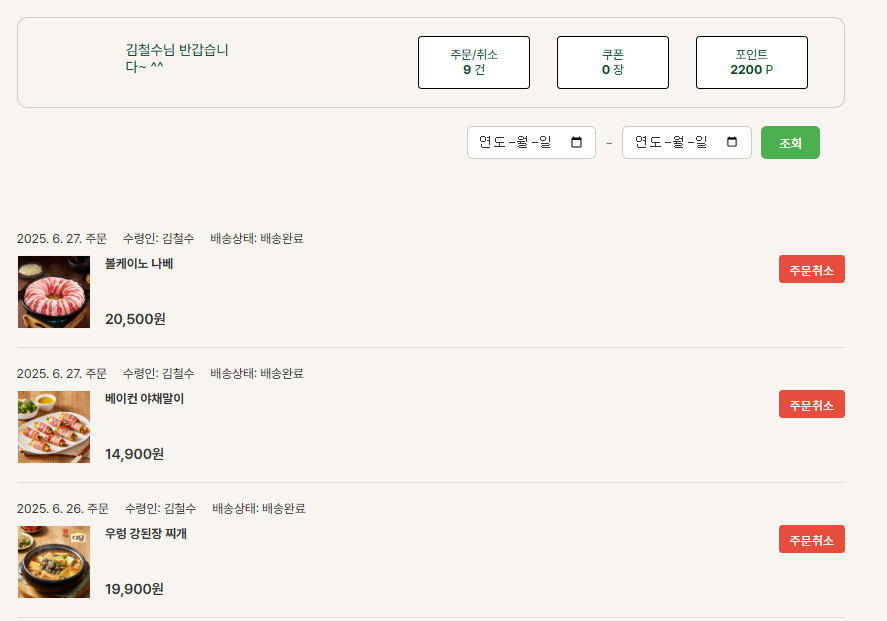 김철수님 반갑습니
다~ ^^
주문/취소
9 건
쿠폰
0 장
포인트
2200 P
연도-월-일 ~ 연도-월-일 조회
2025. 6. 27. 주문 수령인: 김철수 배송상태: 배송완료
볼케이노 나베
주문취소
20,500원
2025. 6. 27. 주문 수령인: 김철수 배송상태: 배송완료
베이컨 야채말이
주문취소
14,900원
2025. 6. 26. 주문 수령인: 김철수 배송상태: 배송완료
우렁 강된장 찌개
주문취소
19,900원